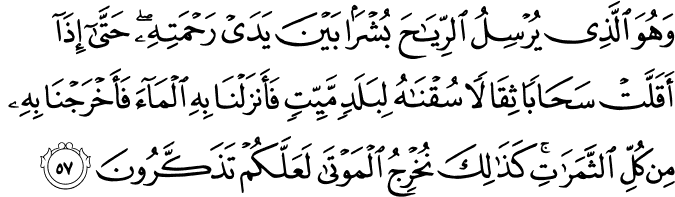 وَهُوَ ٱلَّذِى يُرْسِلُ ٱلرِّيَـٰحَ بُشْرًۢا بَيْنَ يَدَىْ رَحْمَتِهِۦ ۖ حَتَّىٰٓ إِذَآ
أَقَلَّتْ سَحَابًا ثِقَالًا سُقْنَـٰهُ لِبَلَدٍ مَّيِّتٍ فَأَنزَلْنَا بِهِ ٱلْمَآءَ فَأَخْرَجْنَا بِهِۦ
مِن كُلِّ ٱلثَّمَرَٰتِ ۚ كَذَٰلِكَ نُخْرِجُ ٱلْمَوْتَىٰ لَعَلَّكُمْ تَذَكَّرُونَ ٥٧